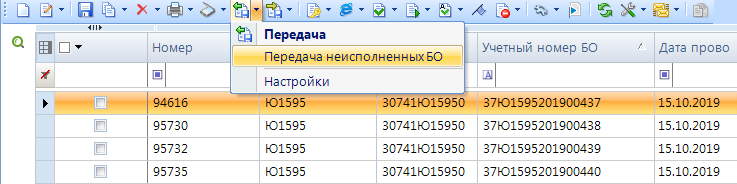 Передача
Передача неисполненных БО
Настройки
Номер Учетный номер БО Дата прово
94616 Ю1595 30741Ю15950 37Ю1595201900437 15.10.2019
95730 Ю1595 30741Ю15950 37Ю1595201900438 15.10.2019
95732 Ю1595 30741Ю15950 37Ю1595201900439 15.10.2019
95735 Ю1595 30741Ю15950 37Ю1595201900440 15.10.2019